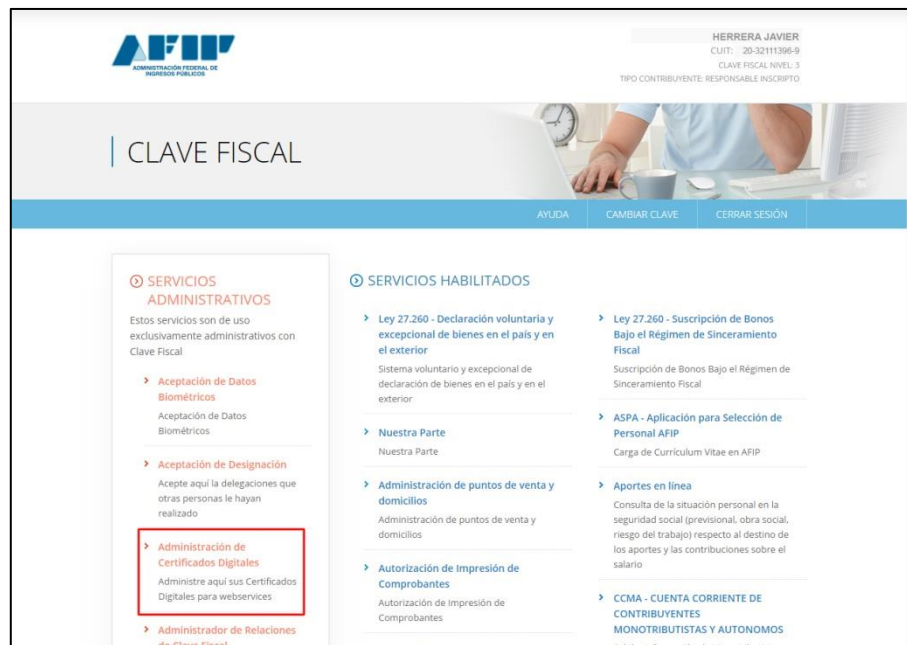 AFIP
ADMINISTRACIÓN FEDERAL DE
INGRESOS PÚBLICOS
HERRERA JAVIER
CUIT: 20-32111396-9
CLAVE FISCAL NIVEL: 3
TIPO CONTRIBUYENTE: RESPONSABLE INSCRIPTO
CLAVE FISCAL
AYUDA
CAMBIAR CLAVE
CERRAR SESIÓN
SERVICIOS
ADMINISTRATIVOS
Estos servicios son de uso
exclusivamente administrativos con
Clave Fiscal
Aceptación de Datos
Biométricos
Aceptación de Datos
Biométricos
Aceptación de Designación
Acepte aquí la delegaciones que
otras personas le hayan
realizado
Administración de
Certificados Digitales
Administre aquí sus Certificados
Digitales para webservices
Administrador de Relaciones
de Clave Fiscal
SERVICIOS HABILITADOS
Ley 27.260 - Declaración voluntaria y
excepcional de bienes en el país y en
el exterior
Sistema voluntario y excepcional de
declaración de bienes en el país y en el
exterior
Nuestra Parte
Nuestra Parte
Administración de puntos de venta y
domicilios
Administración de puntos de venta y
domicilios
Autorización de Impresión de
Comprobantes
Autorización de Impresión de
Comprobantes
Ley 27.260 - Suscripción de Bonos
Bajo el Régimen de Sinceramiento
Fiscal
Suscripción de Bonos Bajo el Régimen de
Sinceramiento Fiscal
ASPA - Aplicación para Selección de
Personal AFIP
Carga de Currículum Vitae en AFIP
Aportes en línea
Consulta de la situación personal en la
seguridad social (previsional, obra social,
riesgo del trabajo) respecto al destino de
los aportes y las contribuciones sobre el
salario
CCMA - CUENTA CORRIENTE DE
CONTRIBUYENTES
MONOTRIBUTISTAS Y AUTONOMOS